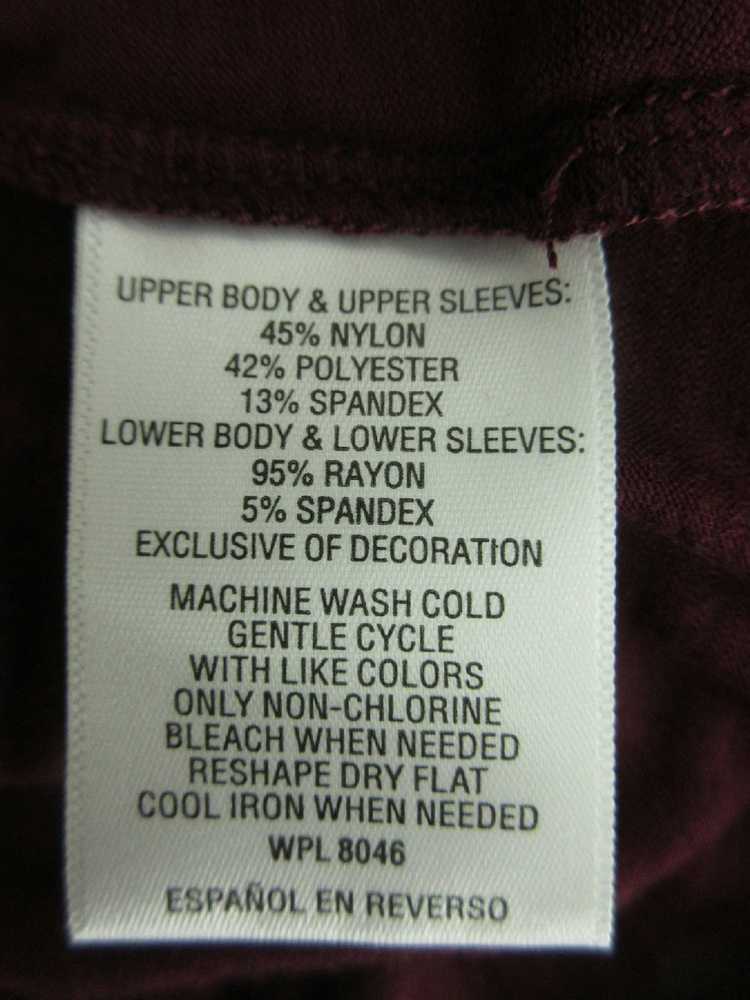 UPPER BODY & UPPER SLEEVES:
45% NYLON
42% POLYESTER
13% SPANDEX
LOWER BODY & LOWER SLEEVES:
95% RAYON
5% SPANDEX
EXCLUSIVE OF DECORATION
MACHINE WASH COLD
GENTLE CYCLE
WITH LIKE COLORS
ONLY NON-CHLORINE
BLEACH WHEN NEEDED
RESHAPE DRY FLAT
COOL IRON WHEN NEEDED
WPL 8046
ESPAÑOL EN REVERSO